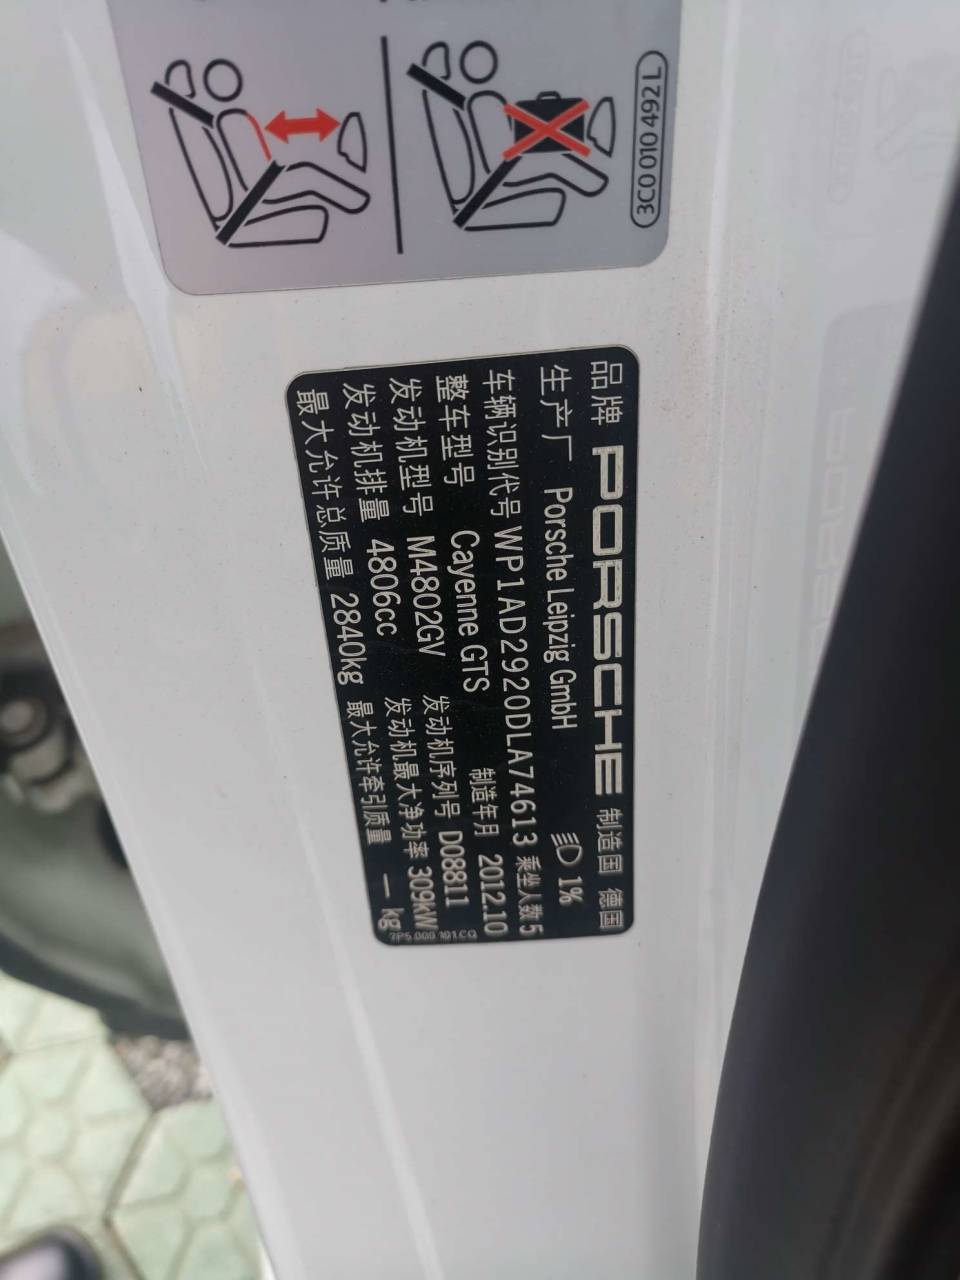 3C0 010 492 L
品牌 PORSCHE 制造国 德国
生产厂 Porsche Leipzig GmbH 1%
车辆识别代号 WP1AD2920DLA74613 乘坐人数5
整车型号 Cayenne GTS 制造年月 2012.10
发动机型号 M4802GV 发动机序列号 D08811
发动机排量 4806cc 发动机最大净功率 309kW
最大允许总质量 2840kg 最大允许牵引质量 — kg
7P5.000.101.CQ